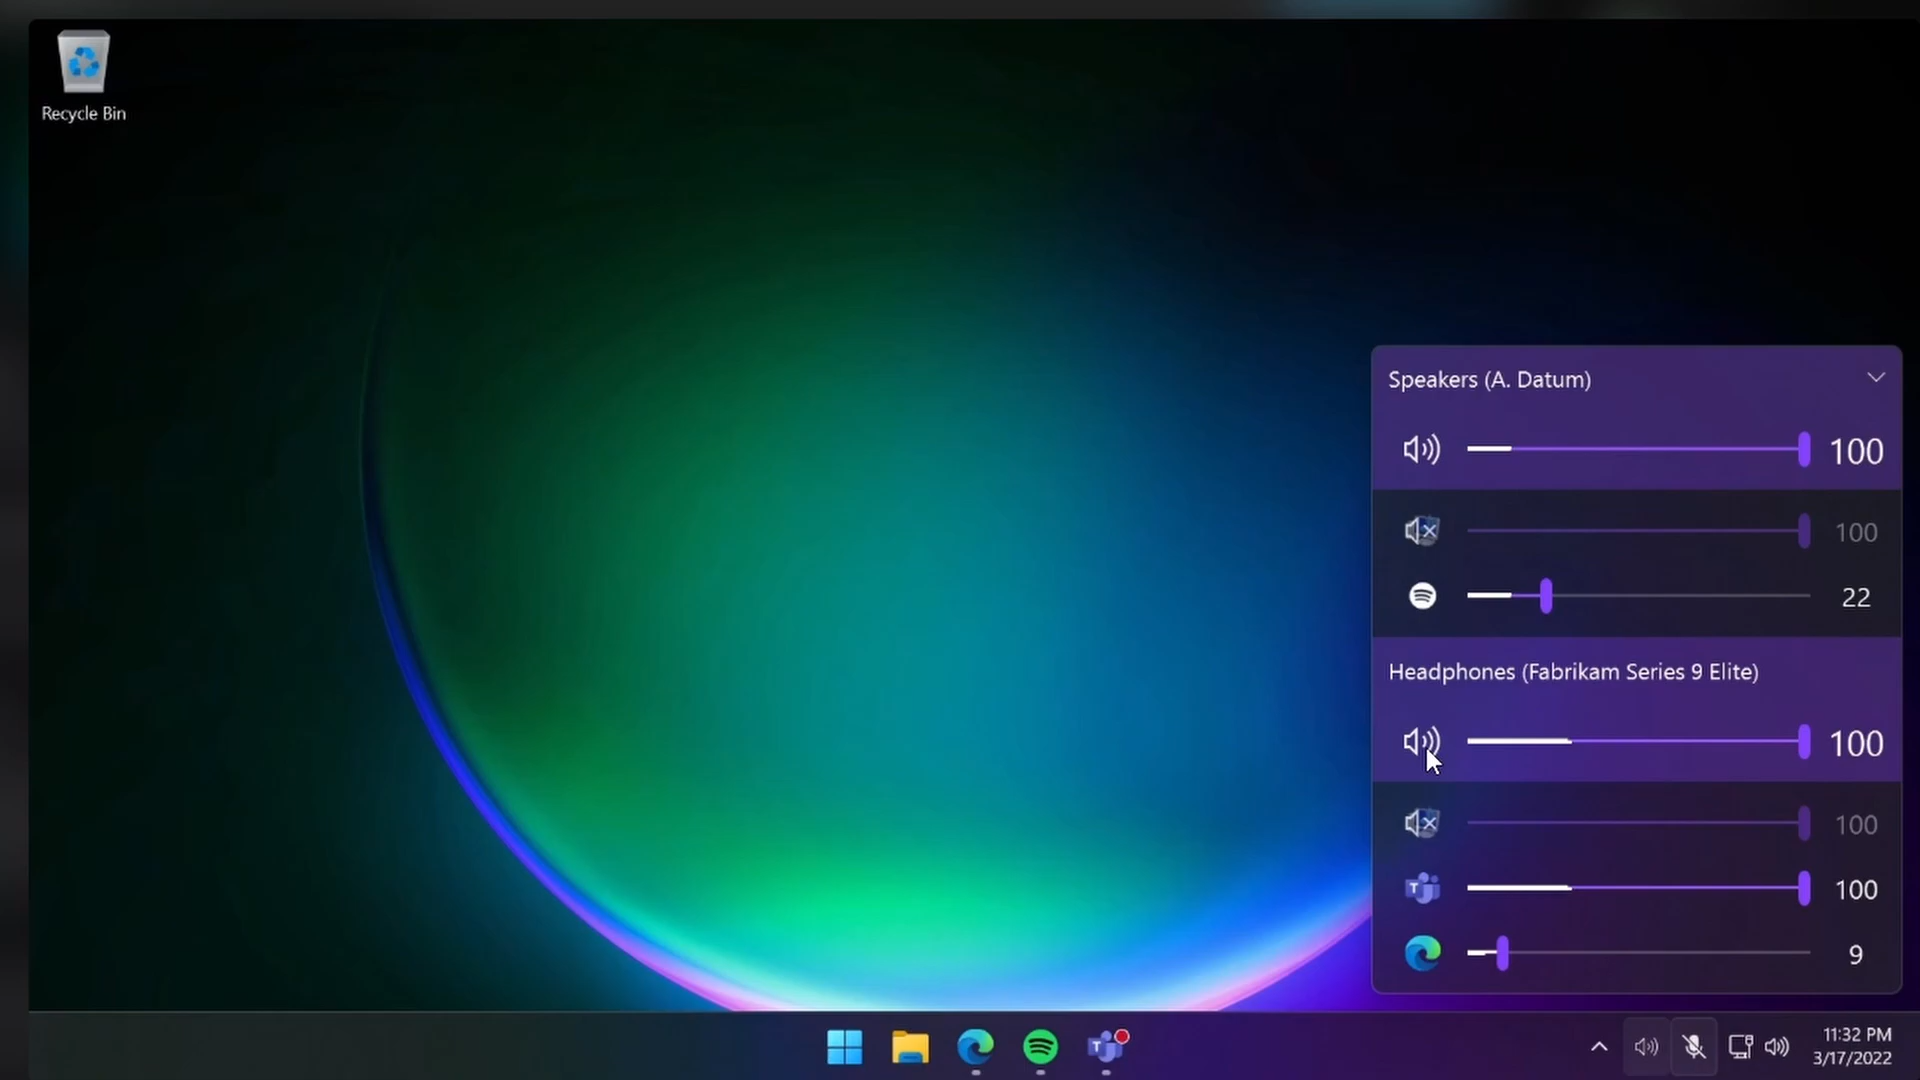 Recycle Bin
Speakers (A. Datum)
100
100
22
Headphones (Fabrikam Series 9 Elite)
100
100
T
100
9
T
11:32 PM
3/17/2022